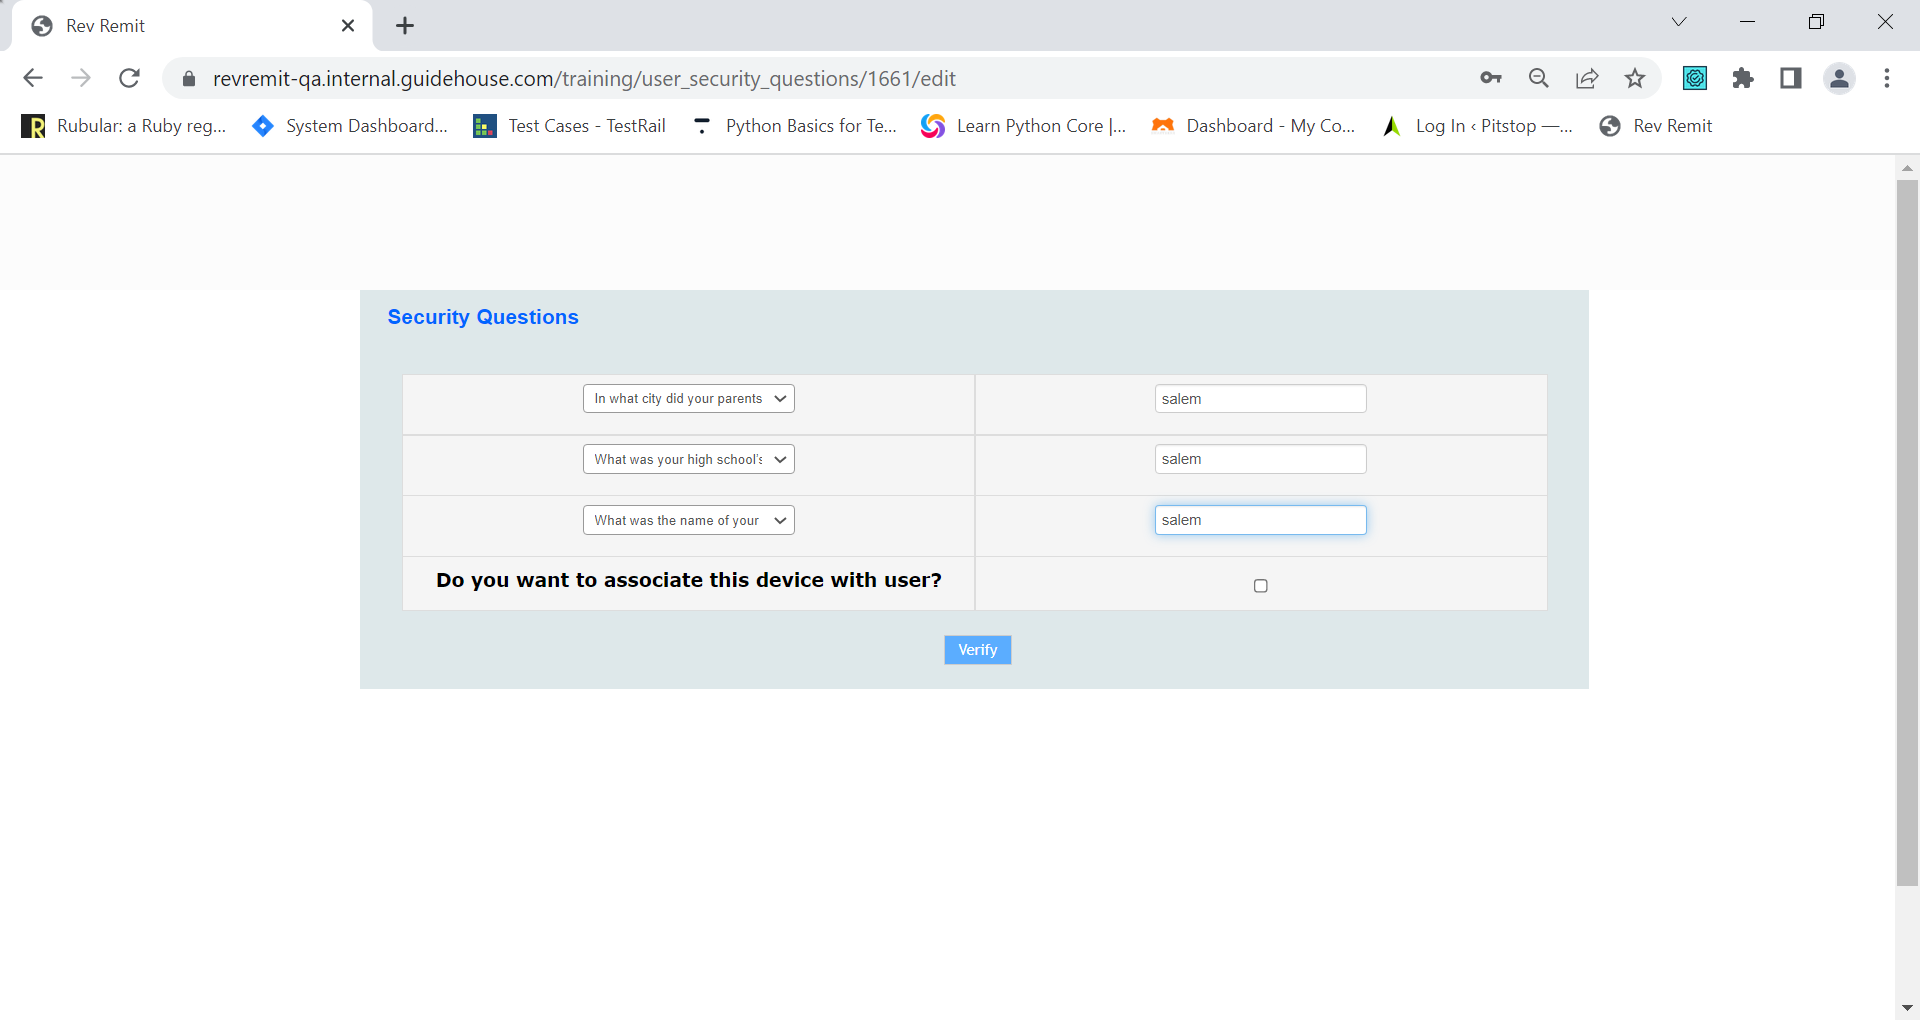 Rev Remit
revremit-qa.internal.guidehouse.com/training/user_security_questions/1661/edit
Rubular: a Ruby reg... System Dashboard... Test Cases - TestRail Python Basics for Te... Learn Python Core |... Dashboard - My Co... Log In ‹ Pitstop —... Rev Remit
Security Questions
In what city did your parents salem
What was your high school's salem
What was the name of your salem
Do you want to associate this device with user?
Verify